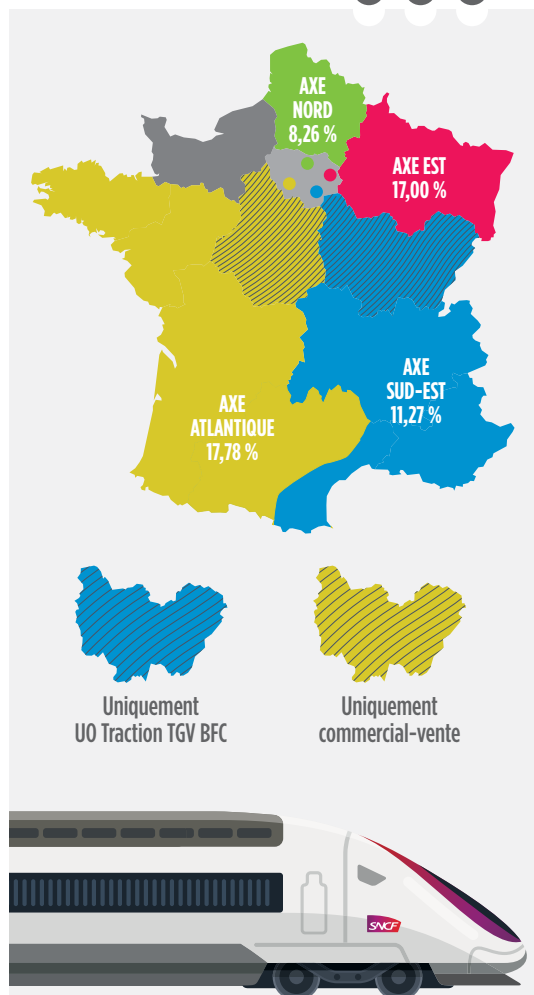 AXE
NORD
8,26 %
AXE EST
17,00 %
AXE
SUD-EST
11,27 %
AXE
ATLANTIQUE
17,78 %
Uniquement
UO Traction TGV BFC
Uniquement
commercial-vente
SNCF